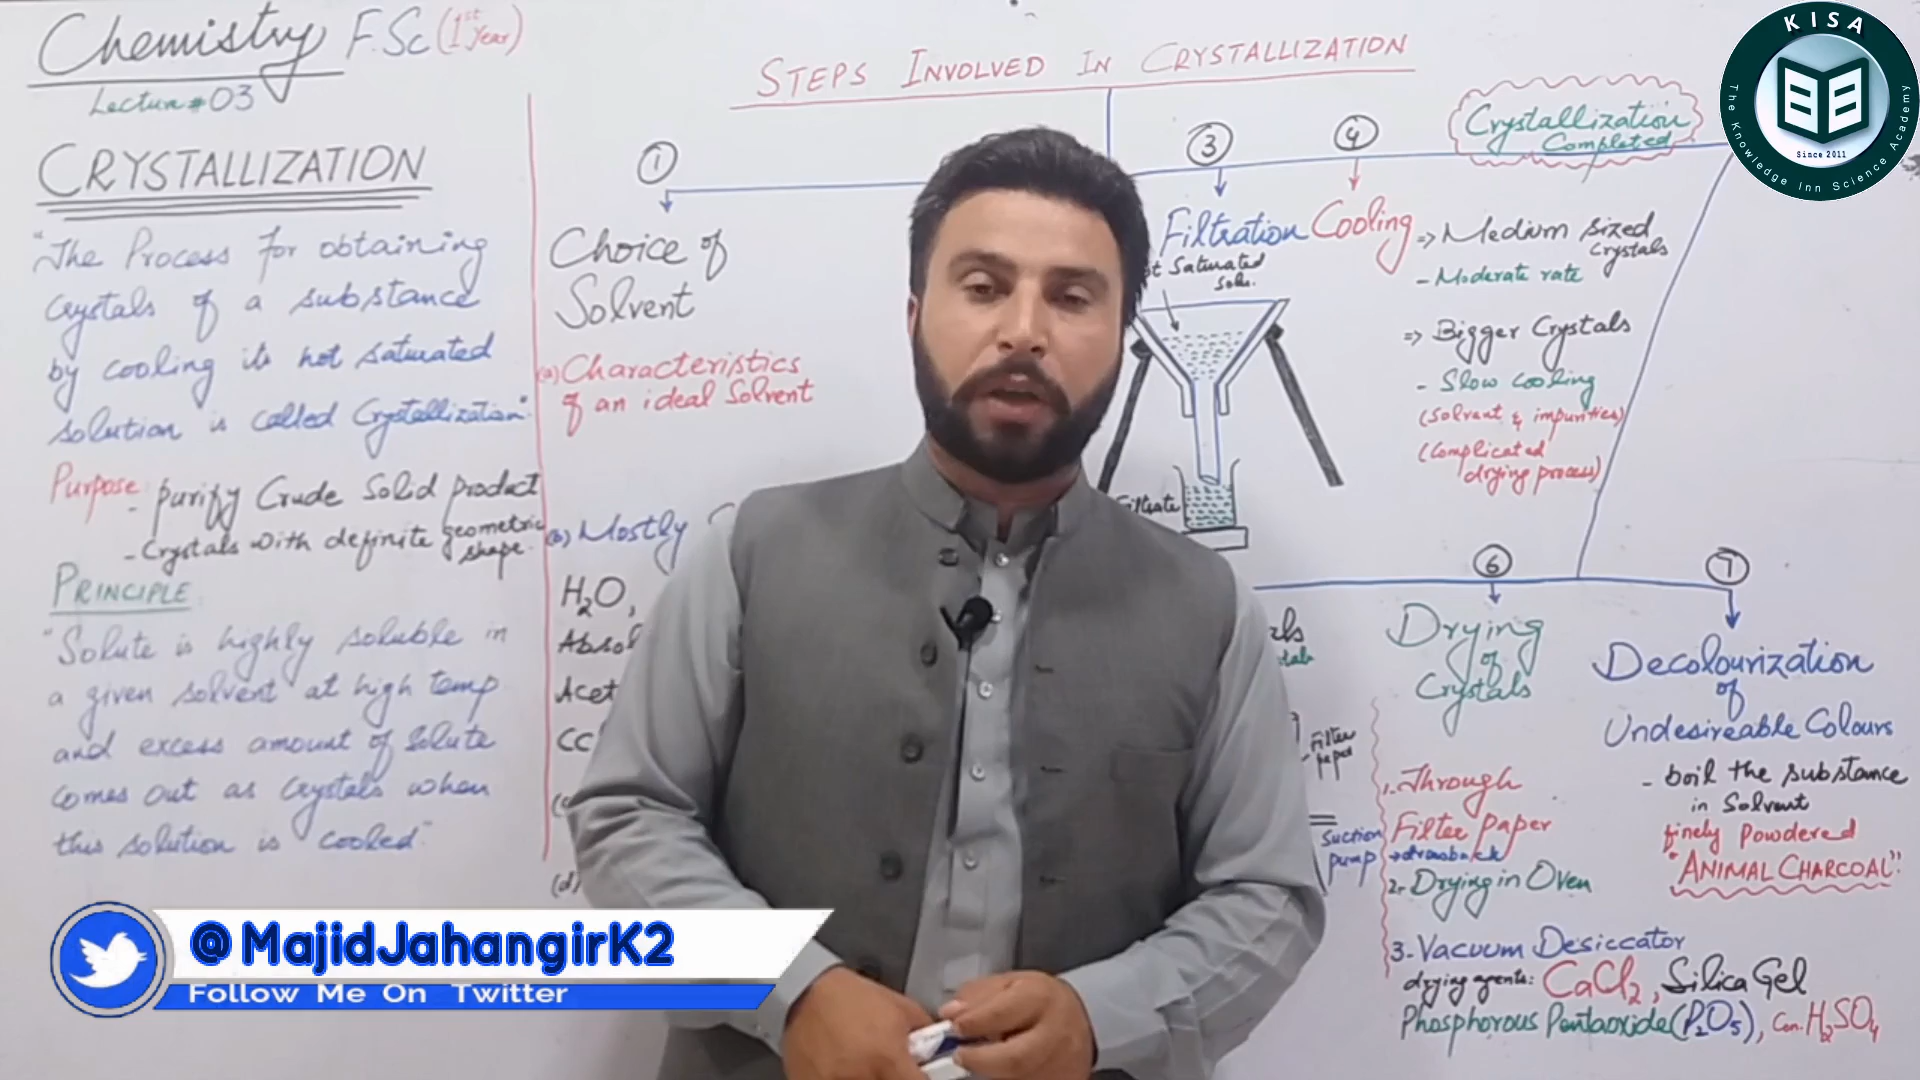 Chemistry F.Sc (1st Year)
Lecture # 03
CRYSTALLIZATION
"The Process for obtaining
crystals of a substance
by cooling its hot saturated
solution is called Crystallization"
Purpose:
- purify Crude Solid product
- Crystals with definite geometric
shape.
PRINCIPLE
"Solute is highly soluble in
a given solvent at high temp
and excess amount of Solute
comes out as crystals when
this solution is cooled"
STEPS INVOLVED IN CRYSTALLIZATION
1
Choice of
Solvent
(a) Characteristics
of an ideal Solvent
(b) Mostly
H2O,
(d)
3
Filtration
Saturated
soln.
4
Cooling
Crystallization
Completed
=> Medium sized
Crystals
- Moderate rate
=> Bigger Crystals
- Slow cooling
(Solvent & impurities)
(Complicated
drying process)
Filter
paper
Suction
pump
6
Drying
of
Crystals
1. Through
Filter paper
→ drawback
2. Drying in Oven
3. Vacuum Desiccator
drying agents: CaCl2, Silica Gel
Phosphorous Pentaoxide (P2O5), Con. H2SO4
7
Decolourization
of
Undesireable Colours
- boil the substance
in Solvent
finely powdered
"ANIMAL CHARCOAL"
KISA
The Knowledge Inn Science Academy
Since 2011
@MajidJahangirK2
Follow Me On Twitter